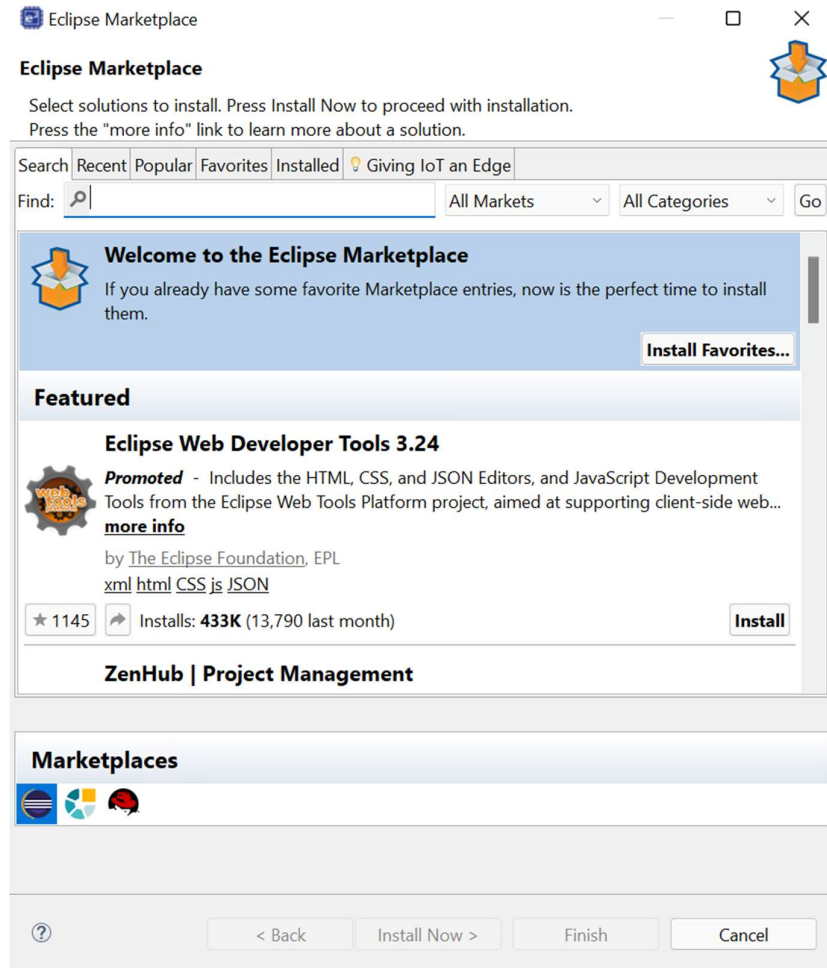 Eclipse Marketplace
Eclipse Marketplace
Select solutions to install. Press Install Now to proceed with installation.
Press the "more info" link to learn more about a solution.
Search Recent Popular Favorites Installed Giving IoT an Edge
Find: All Markets All Categories Go
Welcome to the Eclipse Marketplace
If you already have some favorite Marketplace entries, now is the perfect time to install
them.
Install Favorites...
Featured
Eclipse Web Developer Tools 3.24
Promoted - Includes the HTML, CSS, and JSON Editors, and JavaScript Development
web tools
Tools from the Eclipse Web Tools Platform project, aimed at supporting client-side web...
more info
by The Eclipse Foundation, EPL
xml html CSS js JSON
1145 Installs: 433K (13,790 last month) Install
ZenHub | Project Management
Marketplaces
? < Back Install Now > Finish Cancel